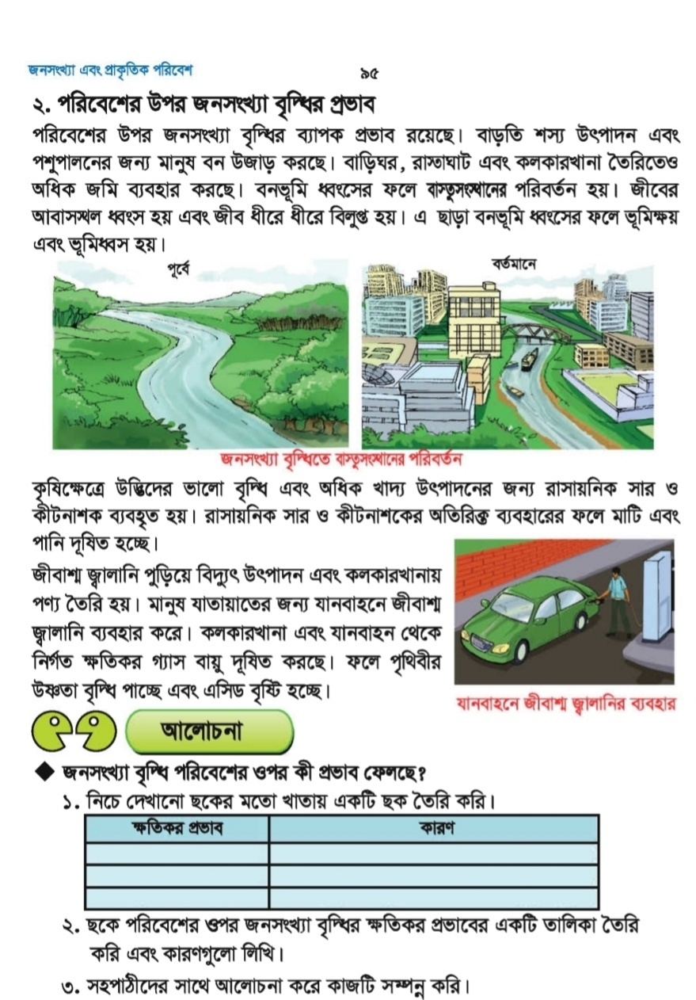 জনসংখ্যা এবং প্রাকৃতিক পরিবেশ
৯৫
২. পরিবেশের উপর জনসংখ্যা বৃদ্ধির প্রভাব
পরিবেশের উপর জনসংখ্যা বৃদ্ধির ব্যাপক প্রভাব রয়েছে। বাড়তি শস্য উৎপাদন এবং
পশুপালনের জন্য মানুষ বন উজাড় করছে। বাড়িঘর, রাস্তাঘাট এবং কলকারখানা তৈরিতেও
অধিক জমি ব্যবহার করছে। বনভূমি ধ্বংসের ফলে বাস্তুসংস্থানের পরিবর্তন হয়। জীবের
আবাসস্থল ধ্বংস হয় এবং জীব ধীরে ধীরে বিলুপ্ত হয়। এ ছাড়া বনভূমি ধ্বংসের ফলে ভূমিক্ষয়
এবং ভূমিধ্বস হয়।
পূর্বে
বর্তমানে
জনসংখ্যা বৃদ্ধিতে বাস্তুসংস্থানের পরিবর্তন
কৃষিক্ষেত্রে উদ্ভিদের ভালো বৃদ্ধি এবং অধিক খাদ্য উৎপাদনের জন্য রাসায়নিক সার ও
কীটনাশক ব্যবহৃত হয়। রাসায়নিক সার ও কীটনাশকের অতিরিক্ত ব্যবহারের ফলে মাটি এবং
পানি দূষিত হচ্ছে।
জীবাশ্ম জ্বালানি পুড়িয়ে বিদ্যুৎ উৎপাদন এবং কলকারখানায়
পণ্য তৈরি হয়। মানুষ যাতায়াতের জন্য যানবাহনে জীবাশ্ম
জ্বালানি ব্যবহার করে। কলকারখানা এবং যানবাহন থেকে
নির্গত ক্ষতিকর গ্যাস বায়ু দূষিত করছে। ফলে পৃথিবীর
উষ্ণতা বৃদ্ধি পাচ্ছে এবং এসিড বৃষ্টি হচ্ছে।
যানবাহনে জীবাশ্ম জ্বালানির ব্যবহার
আলোচনা
◆ জনসংখ্যা বৃদ্ধি পরিবেশের ওপর কী প্রভাব ফেলছে?
১. নিচে দেখানো ছকের মতো খাতায় একটি ছক তৈরি করি।
ক্ষতিকর প্রভাব
কারণ
২. ছকে পরিবেশের ওপর জনসংখ্যা বৃদ্ধির ক্ষতিকর প্রভাবের একটি তালিকা তৈরি
করি এবং কারণগুলো লিখি।
৩. সহপাঠীদের সাথে আলোচনা করে কাজটি সম্পন্ন করি।